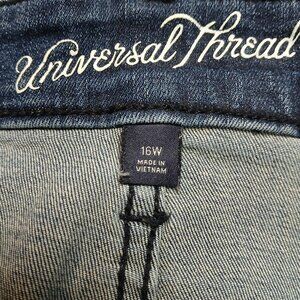 Universal Thread
16W
MADE IN
VIETNAM